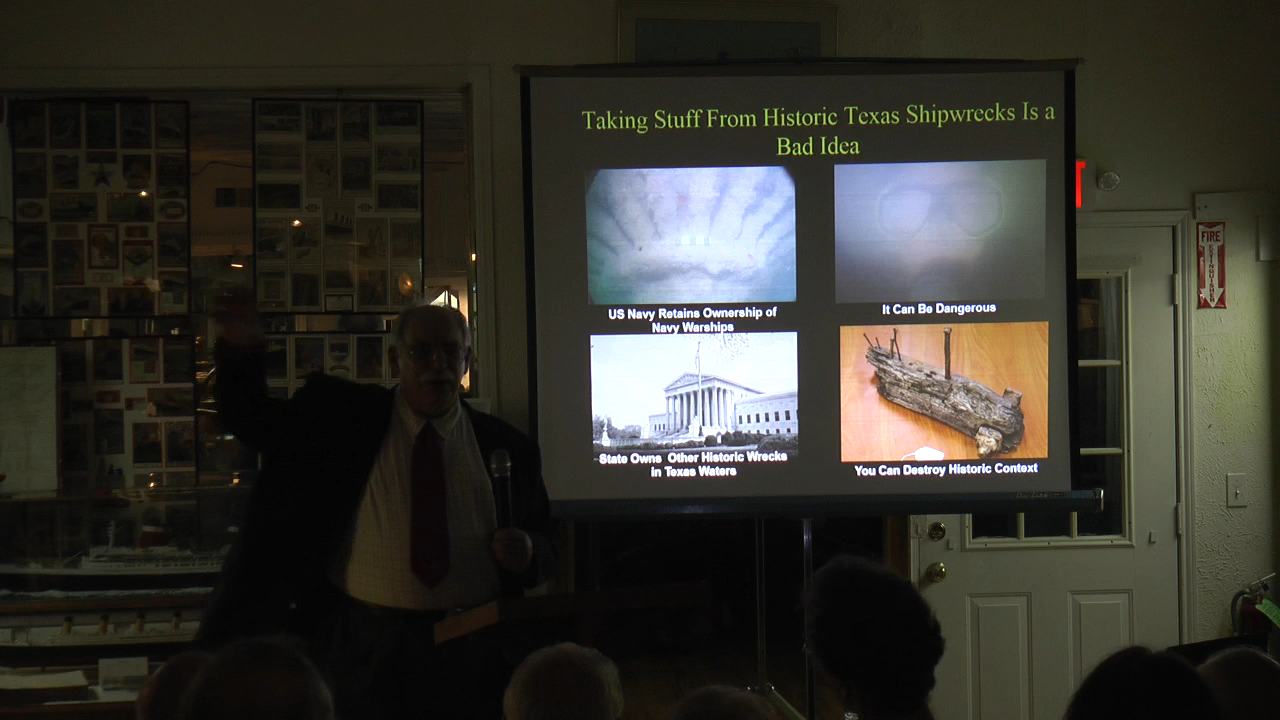 Taking Stuff From Historic Texas Shipwrecks Is a
Bad Idea
US Navy Retains Ownership of
Navy Warships
It Can Be Dangerous
State Owns Other Historic Wrecks
in Texas Waters
You Can Destroy Historic Context
FIRE
EXTINGUISHER